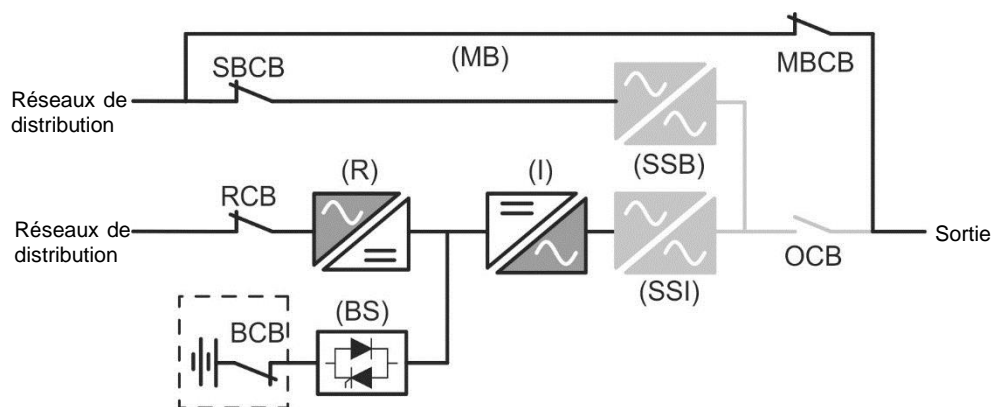 (MB)
MBCB
SBCB
Réseaux de
distribution
(SSB)
(R)
(I)
RCB
Réseaux de
distribution
Sortie
OCB
(SSI)
(BS)
BCB